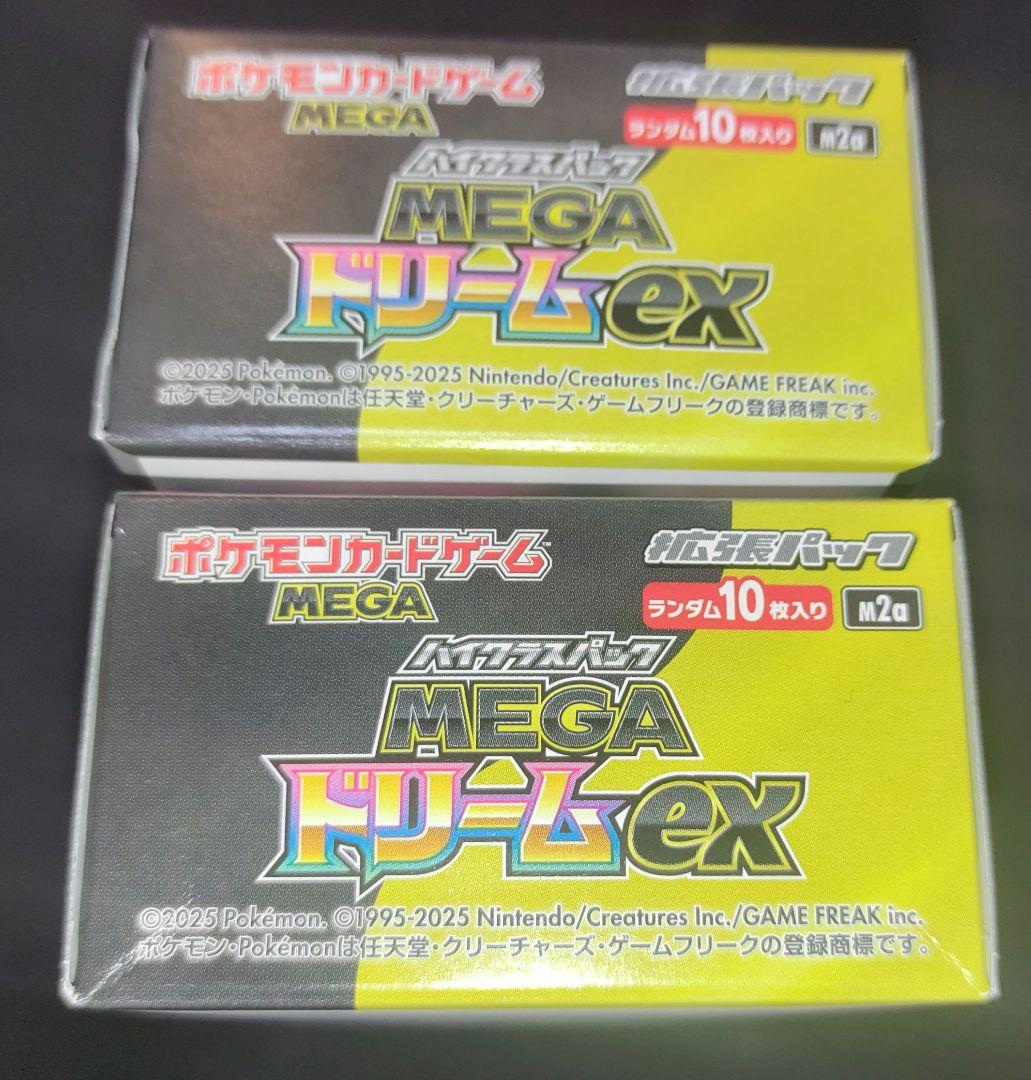 ポケモンカードゲーム
MEGA
拡張パック
ランダム10枚入り
M2a
ハイクラスパック
MEGA
ドリームex
©2025 Pokémon. ©1995-2025 Nintendo/Creatures Inc./GAME FREAK inc.
ポケモン・Pokémonは任天堂・クリーチャーズ・ゲームフリークの登録商標です。
ポケモンカードゲーム™
MEGA
拡張パック
ランダム10枚入り
M2a
ハイクラスパック
MEGA
ドリームex
©2025 Pokémon. ©1995-2025 Nintendo/Creatures Inc./GAME FREAK inc.
ポケモン・Pokémonは任天堂・クリーチャーズ・ゲームフリークの登録商標です。